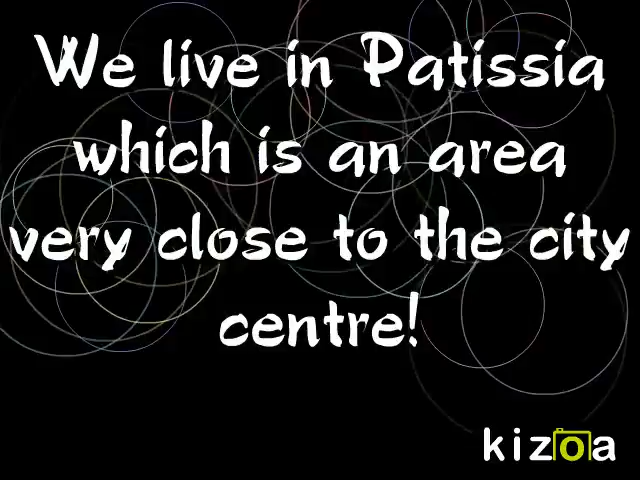 We live in Patissia
which is an area
very close to the city
centre!
kizoa